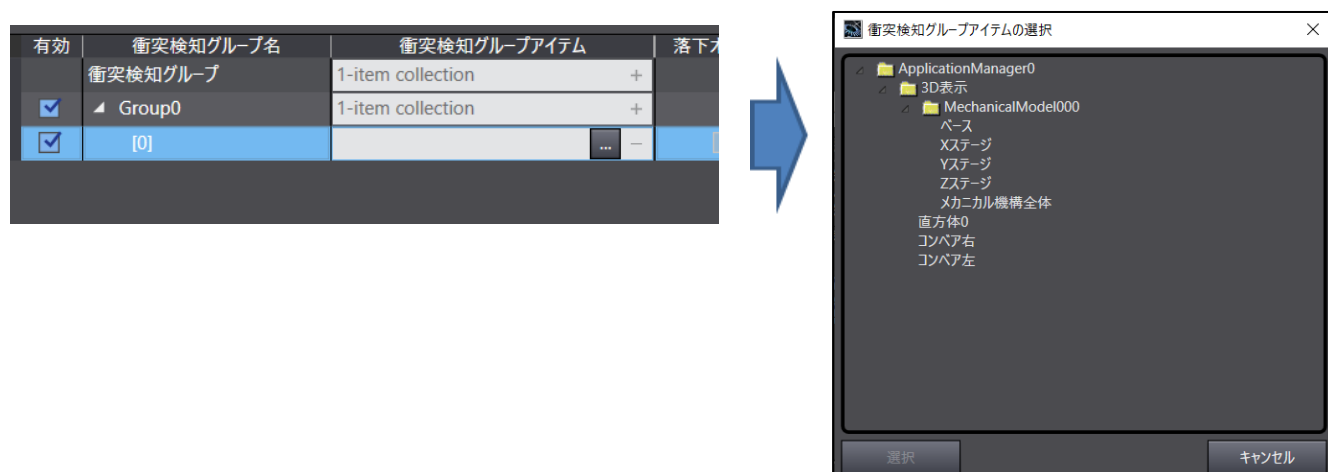 有効 衝突検知グループ名 衝突検知グループアイテム 落下
衝突検知グループ 1-item collection +
Group0 1-item collection +
[0] ... −
衝突検知グループアイテムの選択
ApplicationManager0
3D表示
MechanicalModel000
ベース
Xステージ
Yステージ
Zステージ
メカニカル機構全体
直方体0
コンベア右
コンベア左
選択 キャンセル